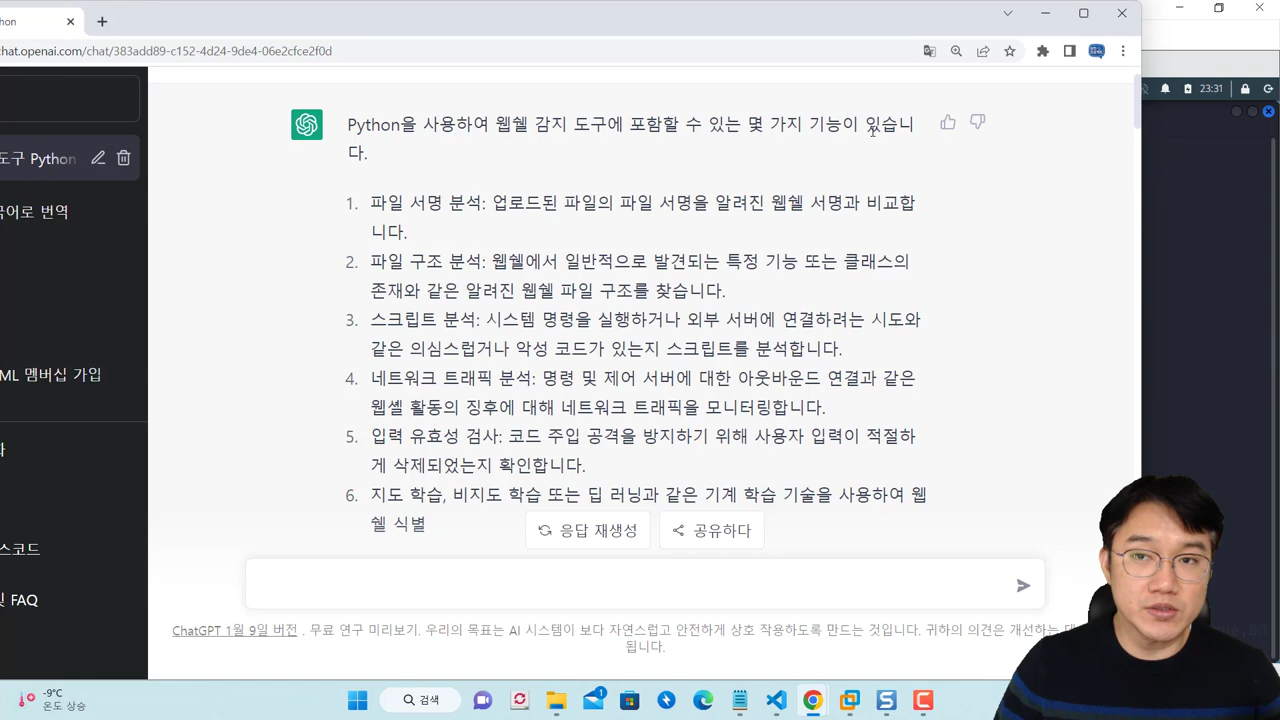 hon
chat.openai.com/chat/383add89-c152-4d24-9de4-06e2cfce2f0d
23:31
도구 Python
Python을 사용하여 웹쉘 감지 도구에 포함할 수 있는 몇 가지 기능이 있습니
다.
국어로 번역
1. 파일 서명 분석: 업로드된 파일의 파일 서명을 알려진 웹쉘 서명과 비교합
니다.
2. 파일 구조 분석: 웹쉘에서 일반적으로 발견되는 특정 기능 또는 클래스의
존재와 같은 알려진 웹쉘 파일 구조를 찾습니다.
3. 스크립트 분석: 시스템 명령을 실행하거나 외부 서버에 연결하려는 시도와
같은 의심스럽거나 악성 코드가 있는지 스크립트를 분석합니다.
ML 멤버십 가입
4. 네트워크 트래픽 분석: 명령 및 제어 서버에 대한 아웃바운드 연결과 같은
웹셸 활동의 징후에 대해 네트워크 트래픽을 모니터링합니다.
5. 입력 유효성 검사: 코드 주입 공격을 방지하기 위해 사용자 입력이 적절하
게 삭제되었는지 확인합니다.
6. 지도 학습, 비지도 학습 또는 딥 러닝과 같은 기계 학습 기술을 사용하여 웹
쉘 식별
응답 재생성
공유하다
스코드
및 FAQ
ChatGPT 1월 9일 버전 . 무료 연구 미리보기. 우리의 목표는 AI 시스템이 보다 자연스럽고 안전하게 상호 작용하도록 만드는 것입니다. 귀하의 의견은 개선하는
됩니다.
-9°C
온도 상승
검색
1